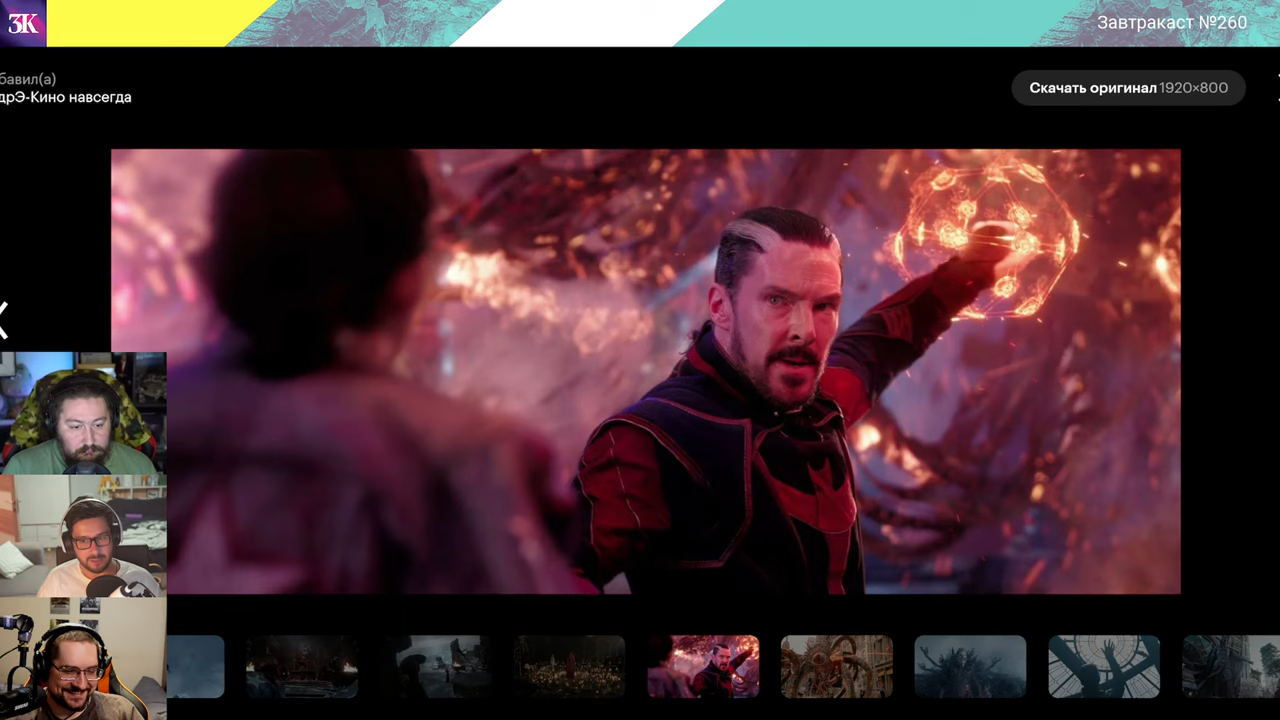 ЗК
Завтракаст №260
бавил(а)
дрЭ-Кино навсегда
Скачать оригинал 1920×800